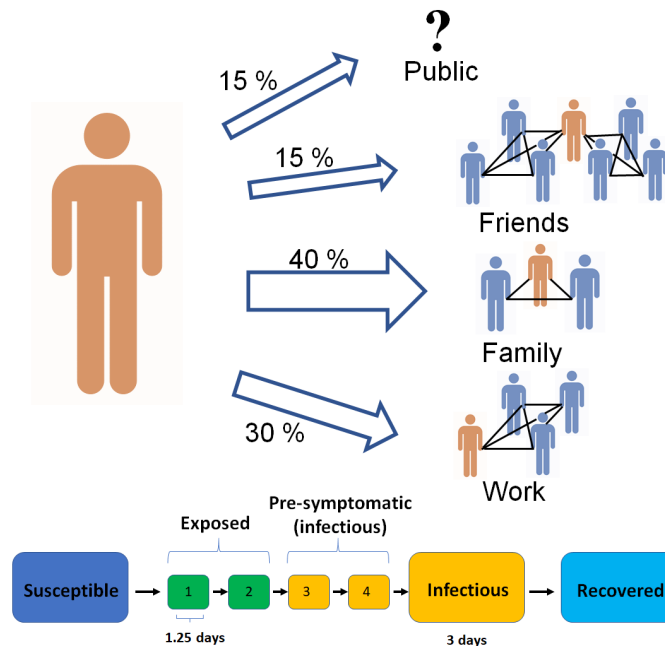 ?
Public
15 %
15 %
Friends
40 %
Family
30 %
Work
Exposed
Pre-symptomatic
(infectious)
Susceptible
1
2
3
4
Infectious
Recovered
1.25 days
3 days